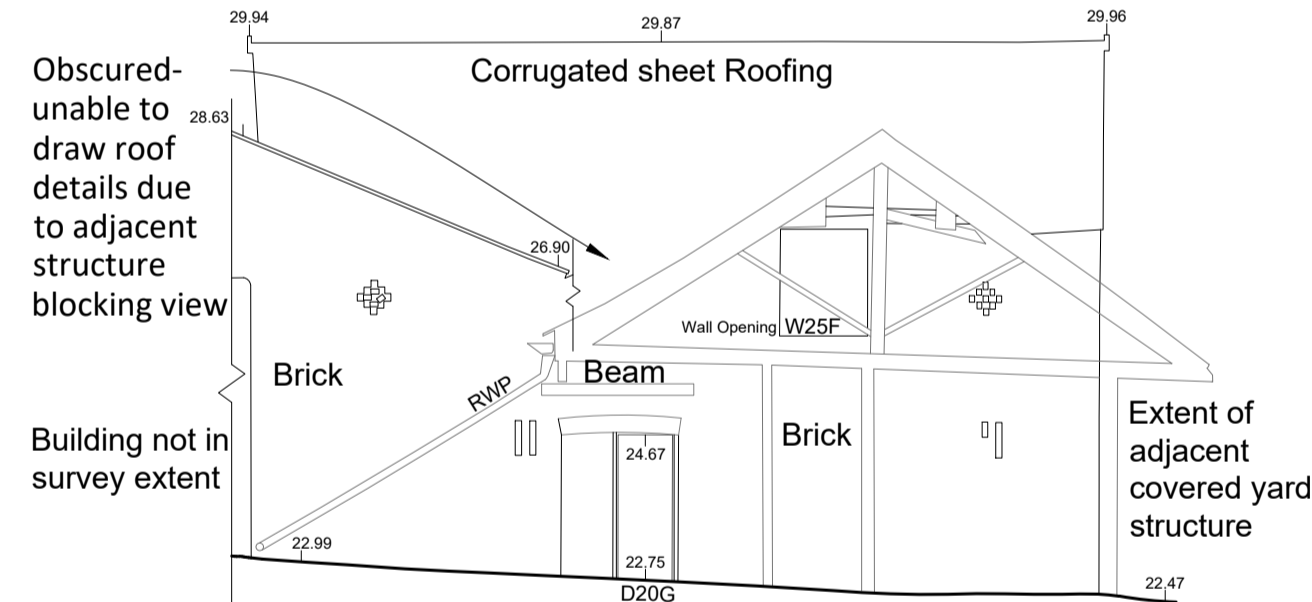 29.94
29.87
29.96
Corrugated sheet Roofing
Obscured-
unable to
draw roof
details due
to adjacent
structure
blocking view
28.63
26.90
Wall Opening W25F
Brick
RWP
Beam
Brick
Building not in
survey extent
Extent of
adjacent
covered yard
structure
24.67
22.99
22.75
D20G
22.47